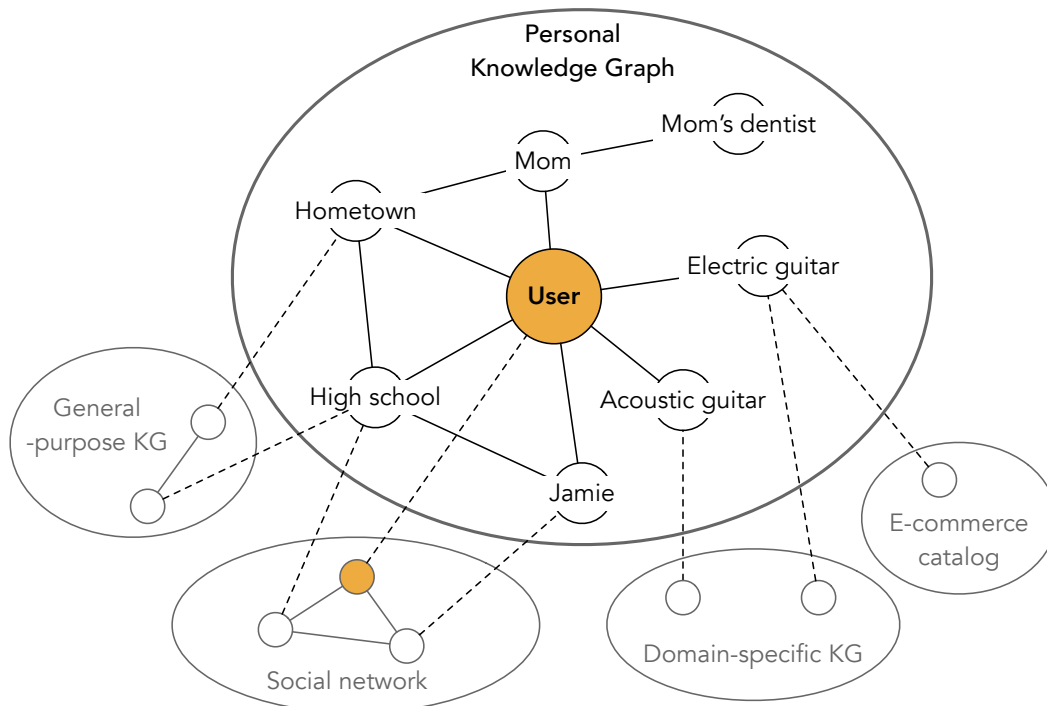 Personal
Knowledge Graph
Mom's dentist
Mom
Hometown
Electric guitar
User
High school
Acoustic guitar
General
-purpose KG
Jamie
E-commerce
catalog
Domain-specific KG
Social network